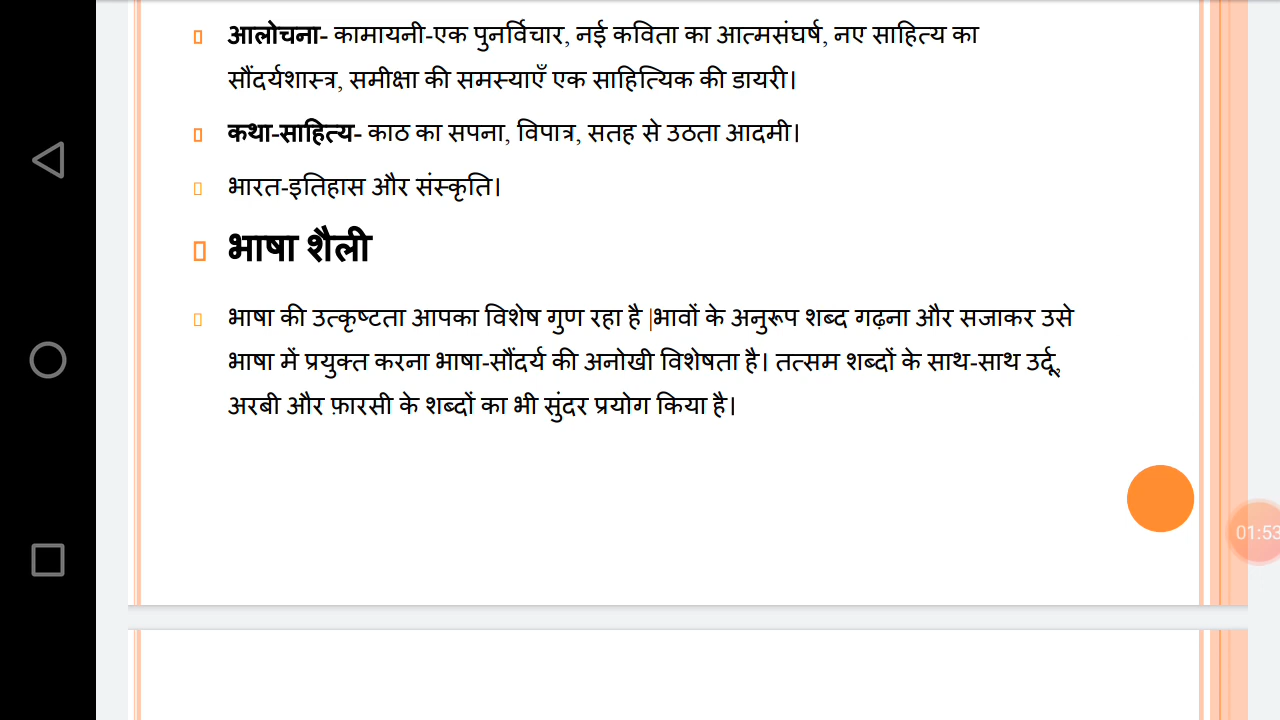 आलोचना- कामायनी-एक पुनर्विचार, नई कविता का आत्मसंघर्ष, नए साहित्य का
सौंदर्यशास्त्र, समीक्षा की समस्याएँ एक साहित्यिक की डायरी।
कथा-साहित्य- काठ का सपना, विपात्र, सतह से उठता आदमी।
भारत-इतिहास और संस्कृति।
भाषा शैली
भाषा की उत्कृष्टता आपका विशेष गुण रहा है |भावों के अनुरूप शब्द गढ़ना और सजाकर उसे
भाषा में प्रयुक्त करना भाषा-सौंदर्य की अनोखी विशेषता है। तत्सम शब्दों के साथ-साथ उर्दू,
अरबी और फ़ारसी के शब्दों का भी सुंदर प्रयोग किया है।
01:53